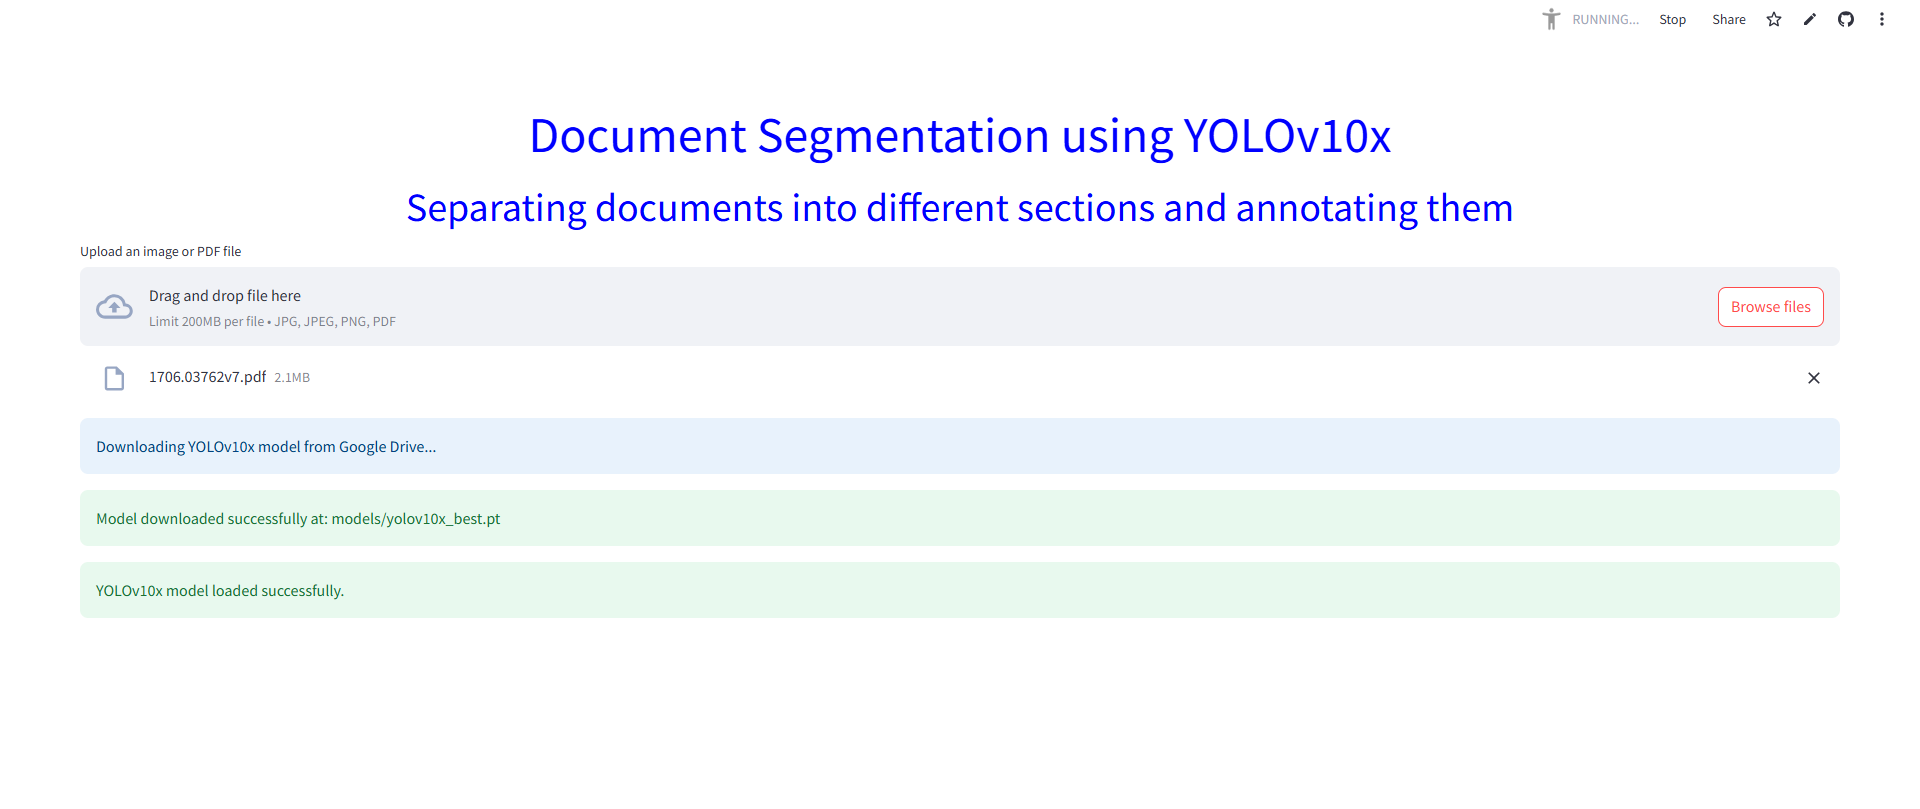 RUNNING... Stop Share
Document Segmentation using YOLOv10x
Separating documents into different sections and annotating them
Upload an image or PDF file
Drag and drop file here
Limit 200MB per file • JPG, JPEG, PNG, PDF
Browse files
1706.03762v7.pdf 2.1MB
Downloading YOLOv10x model from Google Drive...
Model downloaded successfully at: models/yolov10x_best.pt
YOLOv10x model loaded successfully.